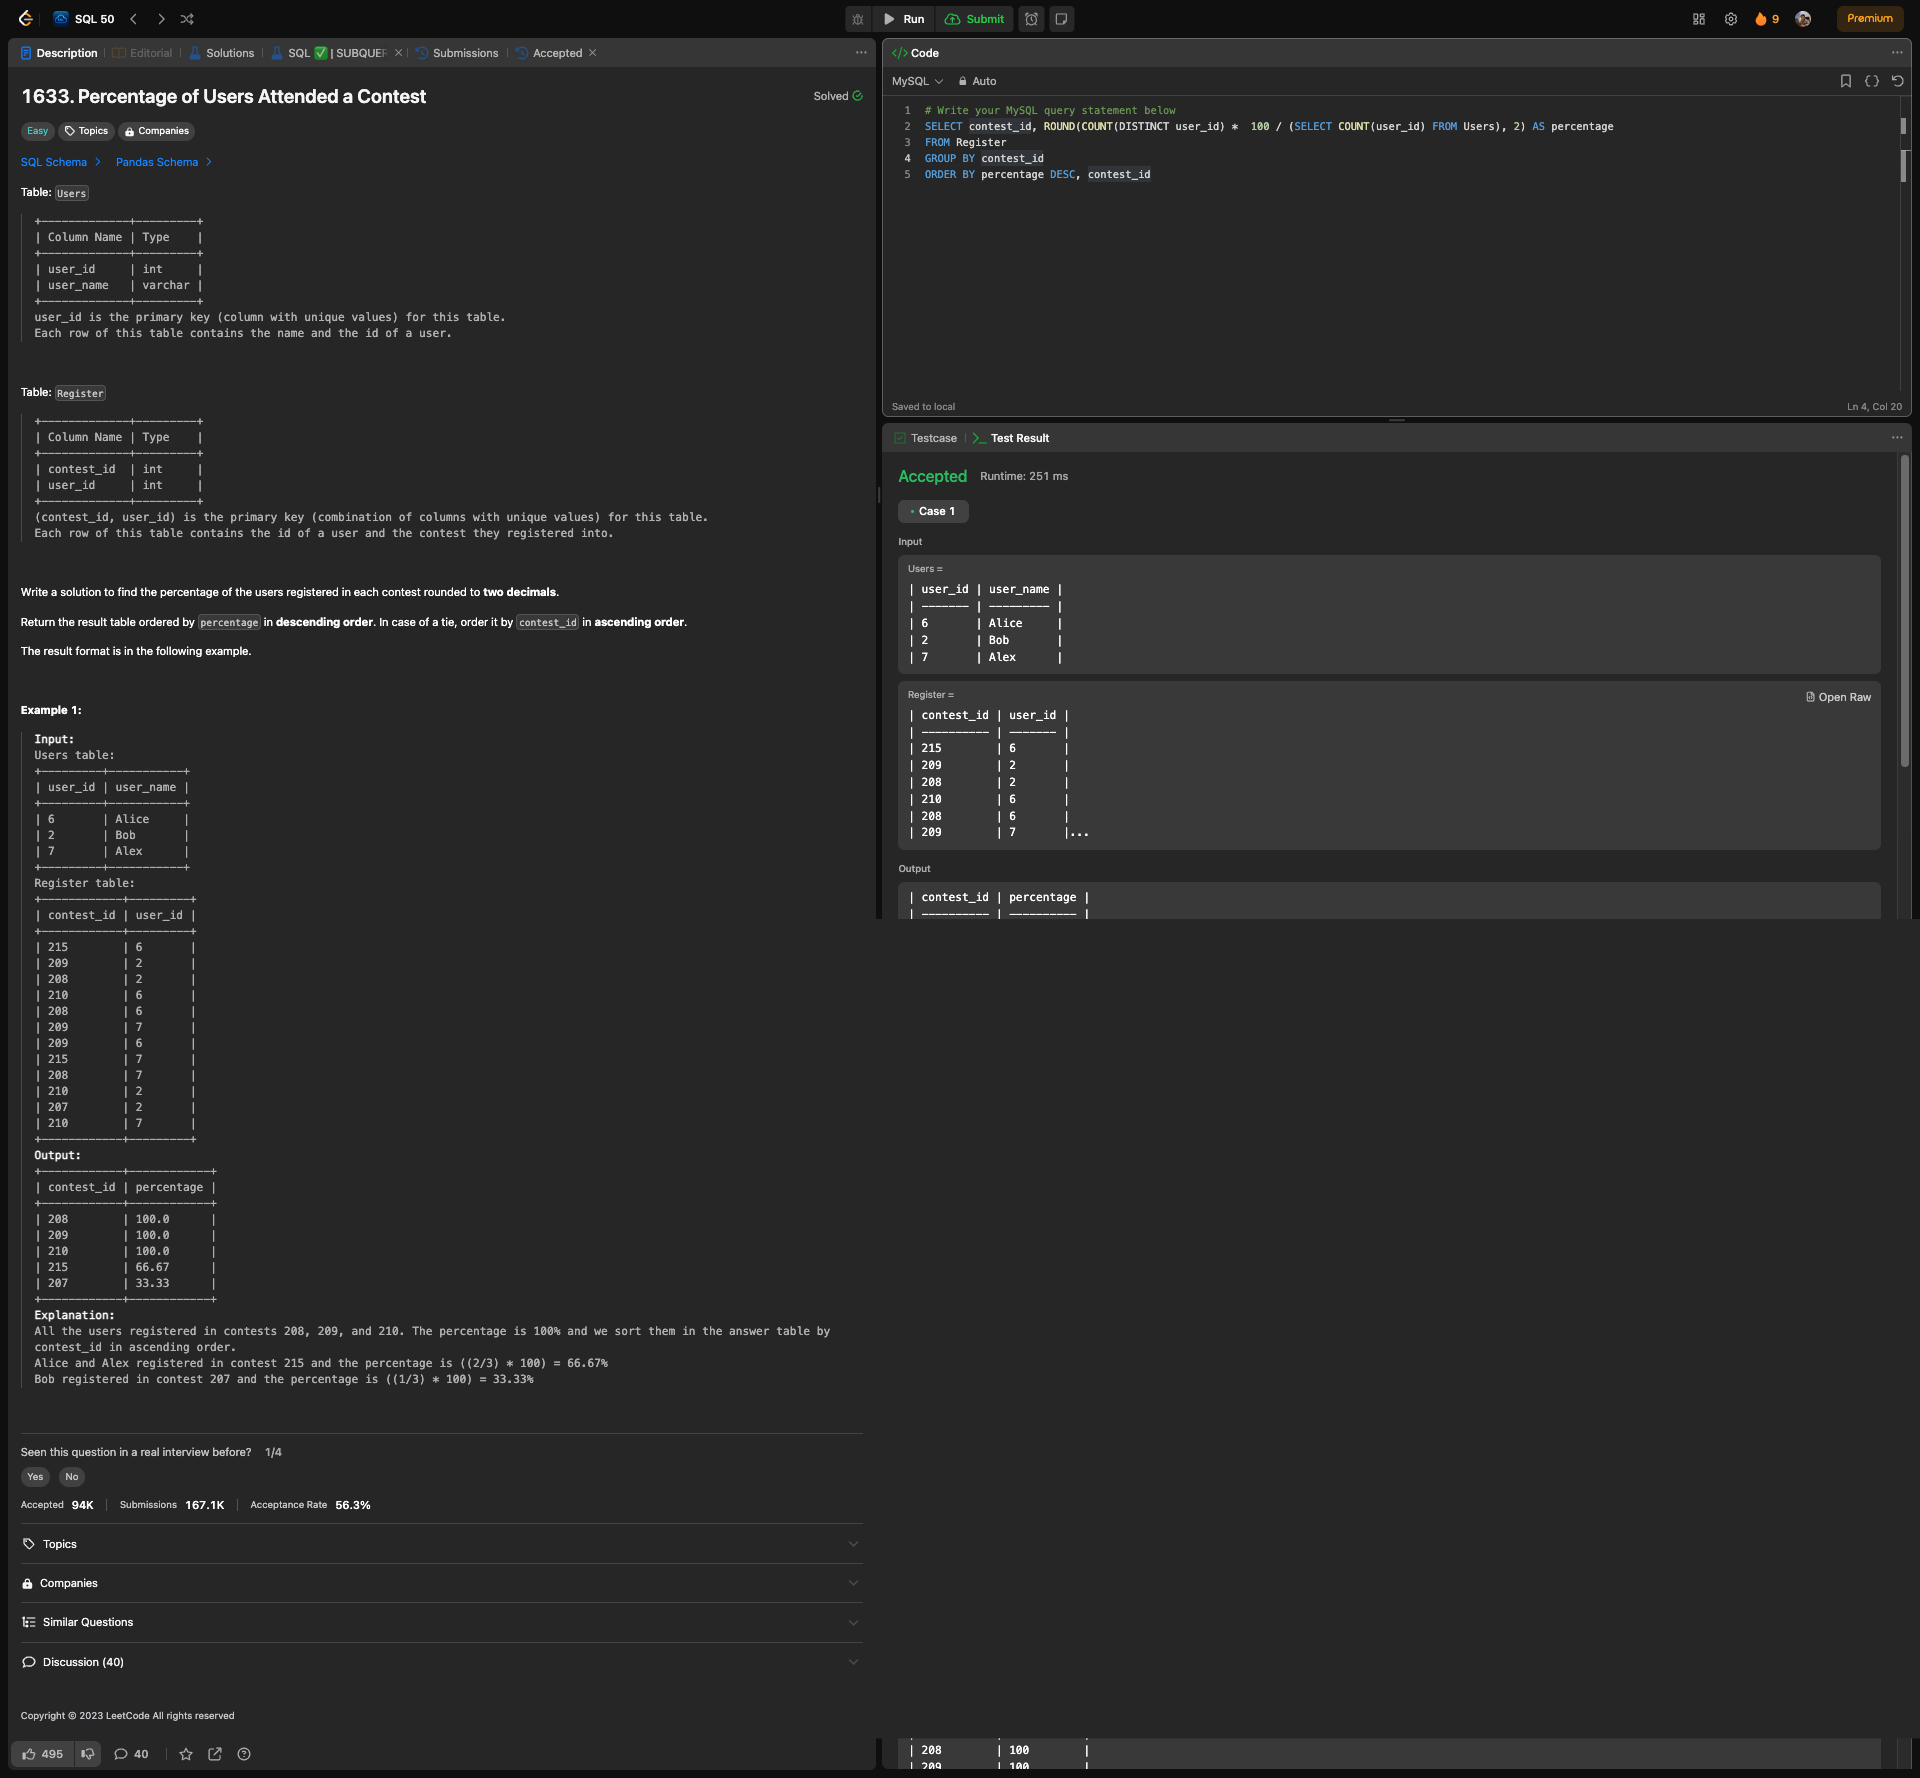 SQL 50
Run
Submit
9
Premium
Description
Editorial
Solutions
SQL ✅ | SUBQUER
Submissions
Accepted
1633. Percentage of Users Attended a Contest
Solved
Easy
Topics
Companies
SQL Schema
Pandas Schema
Table: Users
+-------------+---------+
| Column Name | Type    |
+-------------+---------+
| user_id     | int     |
| user_name   | varchar |
+-------------+---------+
user_id is the primary key (column with unique values) for this table.
Each row of this table contains the name and the id of a user.
Table: Register
+-------------+---------+
| Column Name | Type    |
+-------------+---------+
| contest_id  | int     |
| user_id     | int     |
+-------------+---------+
(contest_id, user_id) is the primary key (combination of columns with unique values) for this table.
Each row of this table contains the id of a user and the contest they registered into.
Write a solution to find the percentage of the users registered in each contest rounded to two decimals.
Return the result table ordered by percentage in descending order. In case of a tie, order it by contest_id in ascending order.
The result format is in the following example.
Example 1:
Input:
Users table:
+---------+-----------+
| user_id | user_name |
+---------+-----------+
| 6       | Alice     |
| 2       | Bob       |
| 7       | Alex      |
+---------+-----------+
Register table:
+------------+---------+
| contest_id | user_id |
+------------+---------+
| 215        | 6       |
| 209        | 2       |
| 208        | 2       |
| 210        | 6       |
| 208        | 6       |
| 209        | 7       |
| 209        | 6       |
| 215        | 7       |
| 208        | 7       |
| 210        | 2       |
| 207        | 2       |
| 210        | 7       |
+------------+---------+
Output:
+------------+------------+
| contest_id | percentage |
+------------+------------+
| 208        | 100.0      |
| 209        | 100.0      |
| 210        | 100.0      |
| 215        | 66.67      |
| 207        | 33.33      |
+------------+------------+
Explanation:
All the users registered in contests 208, 209, and 210. The percentage is 100% and we sort them in the answer table by
contest_id in ascending order.
Alice and Alex registered in contest 215 and the percentage is ((2/3) * 100) = 66.67%
Bob registered in contest 207 and the percentage is ((1/3) * 100) = 33.33%
Seen this question in a real interview before? 1/4
Yes No
Accepted 94K | Submissions 167.1K | Acceptance Rate 56.3%
Topics
Companies
Similar Questions
Discussion (40)
Copyright © 2023 LeetCode All rights reserved
495
40
</> Code
MySQL
Auto
1 # Write your MySQL query statement below
2 SELECT contest_id, ROUND(COUNT(DISTINCT user_id) *  100 / (SELECT COUNT(user_id) FROM Users), 2) AS percentage
3 FROM Register
4 GROUP BY contest_id
5 ORDER BY percentage DESC, contest_id
Saved to local
Ln 4, Col 20
Testcase
Test Result
Accepted Runtime: 251 ms
• Case 1
Input
Users =
| user_id | user_name |
| ------- | --------- |
| 6       | Alice     |
| 2       | Bob       |
| 7       | Alex      |
Register =
Open Raw
| contest_id | user_id |
| ---------- | ------- |
| 215        | 6       |
| 209        | 2       |
| 208        | 2       |
| 210        | 6       |
| 208        | 6       |
| 209        | 7       |...
Output
| contest_id | percentage |
| ---------- | ---------- |
| 208        | 100        |
| 209        | 100        |